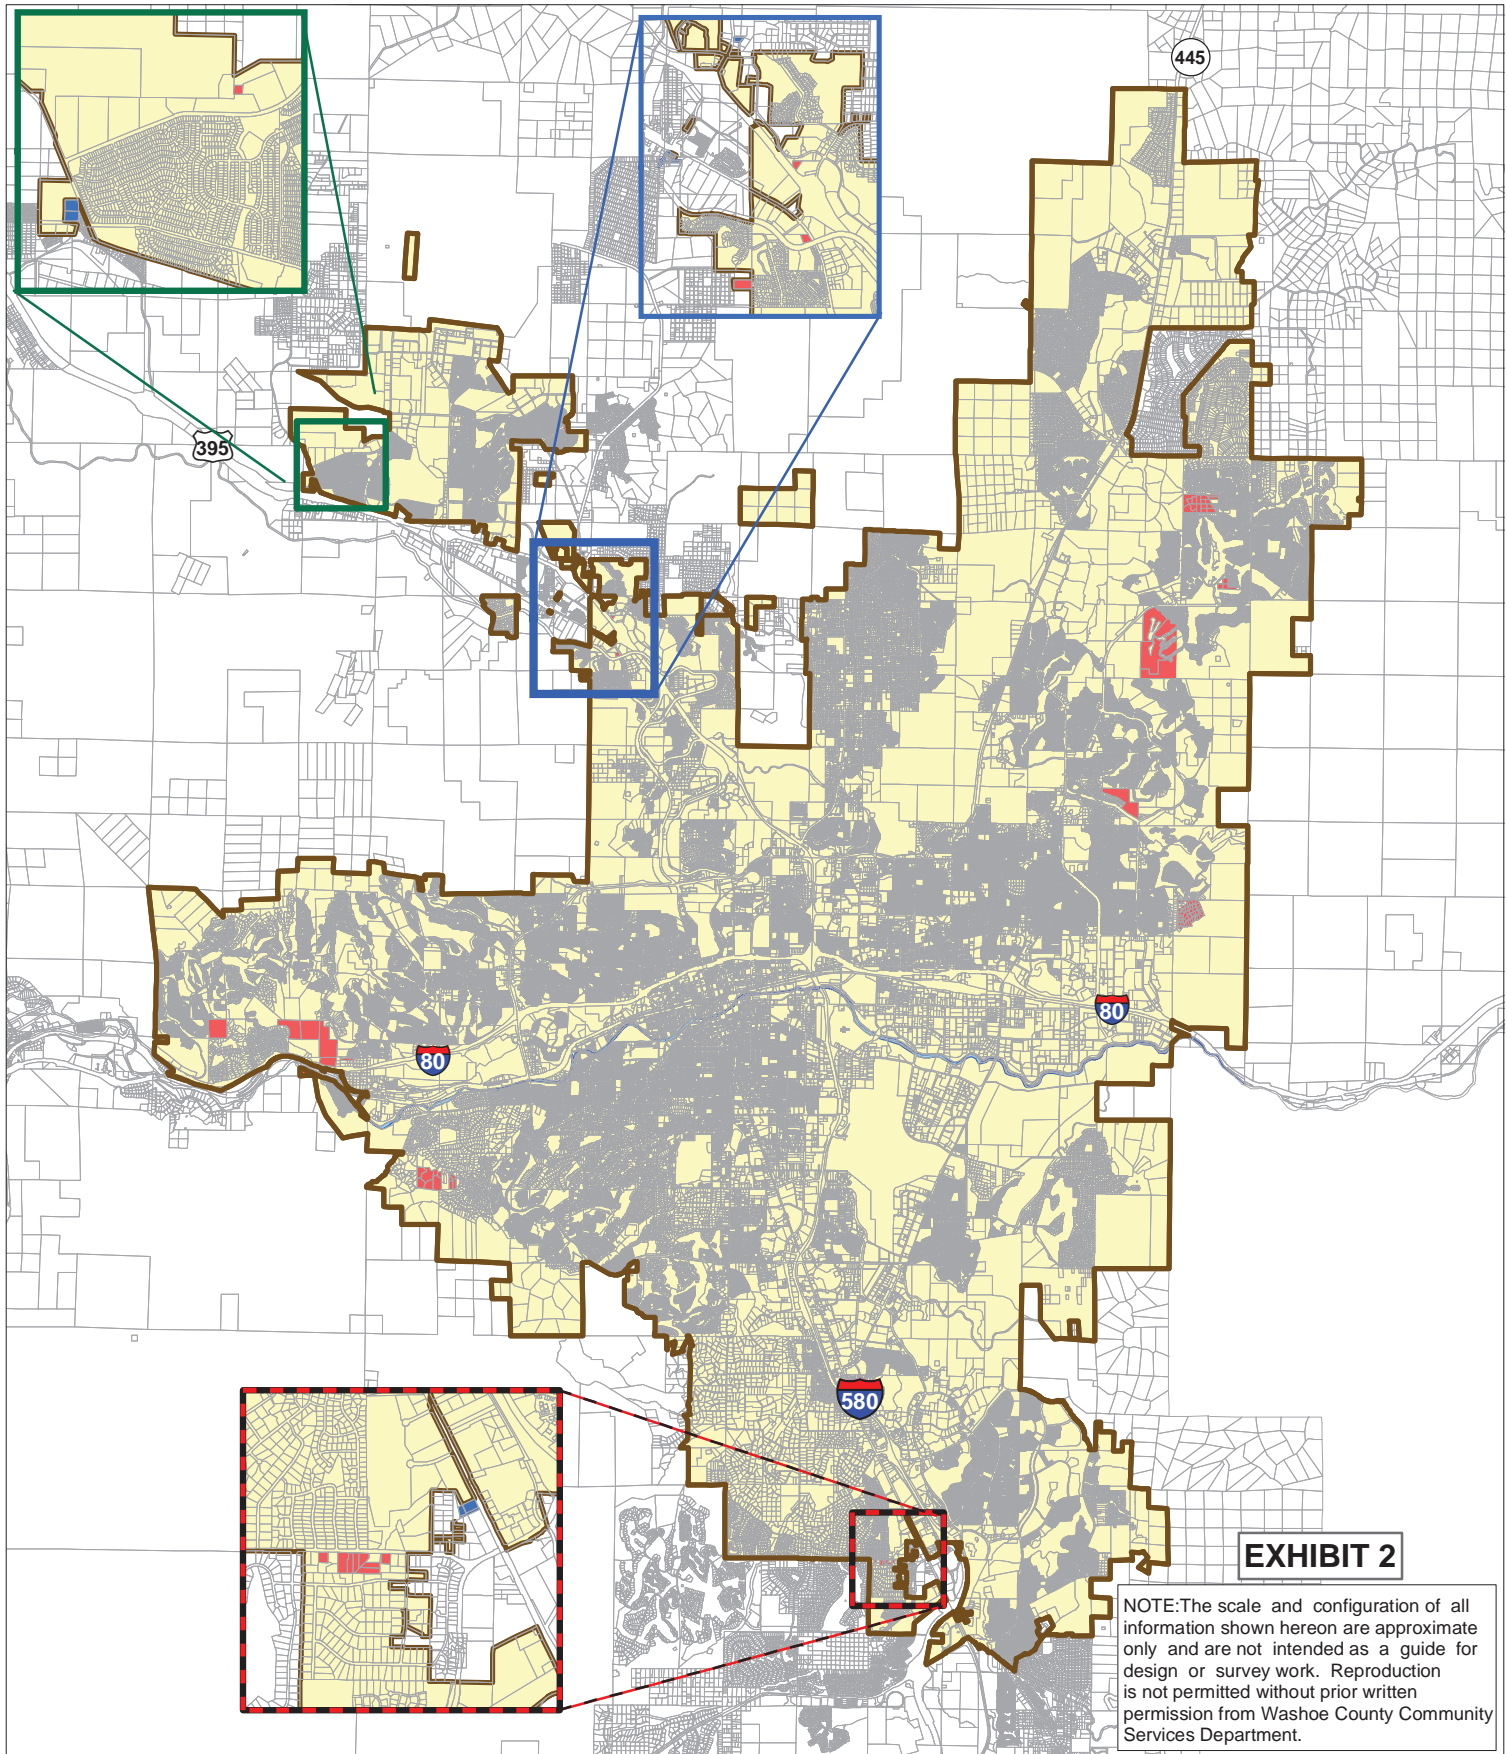 445
395
80
80
580
EXHIBIT 2
NOTE:The scale and configuration of all
information shown hereon are approximate
only and are not intended as a guide for
design or survey work. Reproduction
is not permitted without prior written
permission from Washoe County Community
Services Department.